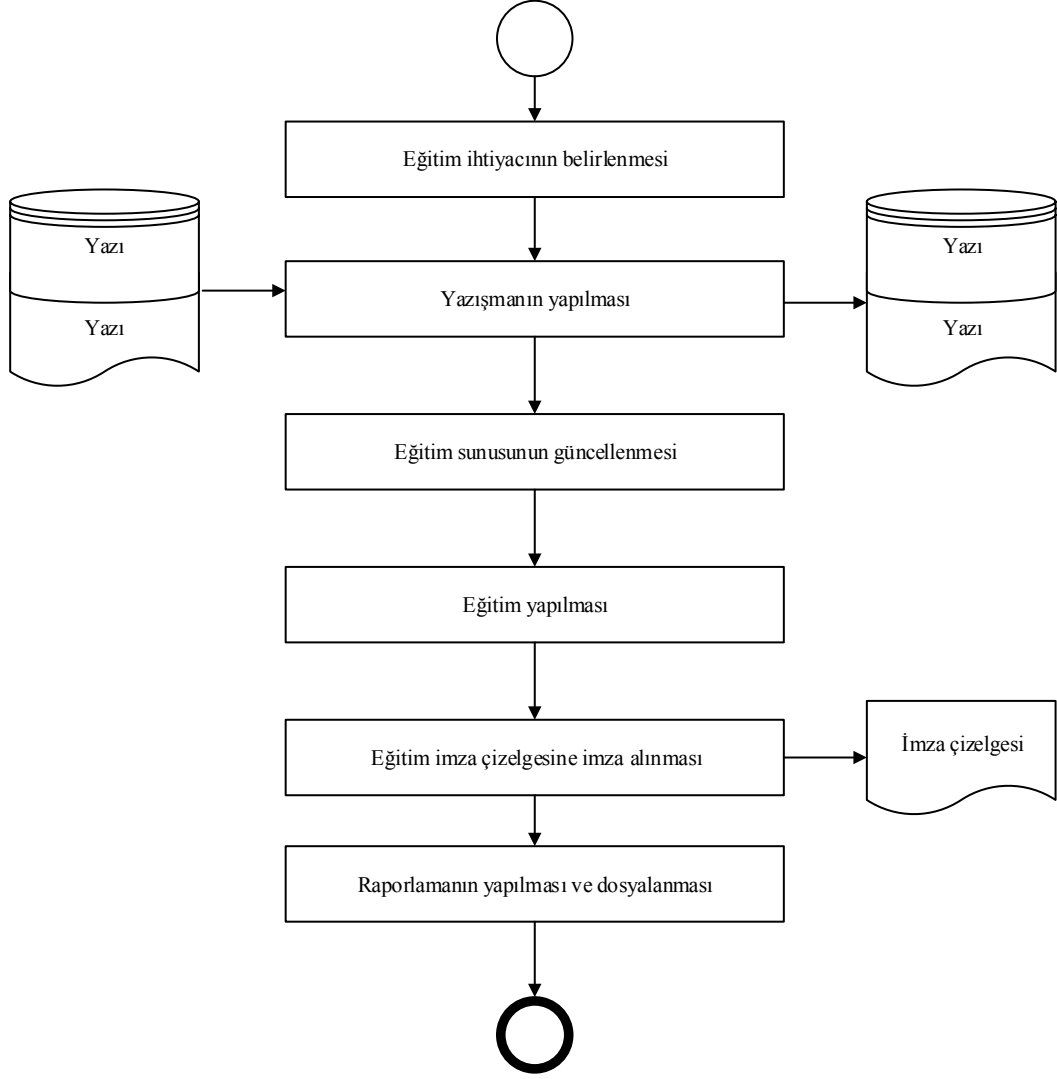 Eğitim ihtiyacının belirlenmesi
Yazı
Yazı
Yazışmanın yapılması
Yazı
Yazı
Eğitim sunusunun güncellenmesi
Eğitim yapılması
Eğitim imza çizelgesine imza alınması
İmza çizelgesi
Raporlamanın yapılması ve dosyalanması